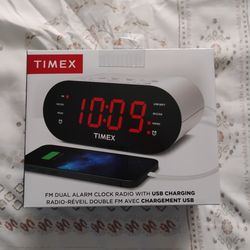 TIMEX
10:09
TIMEX
FM DUAL ALARM CLOCK RADIO WITH USB CHARGING
RADIO-RÉVEIL DOUBLE FM AVEC CHARGEMENT USB